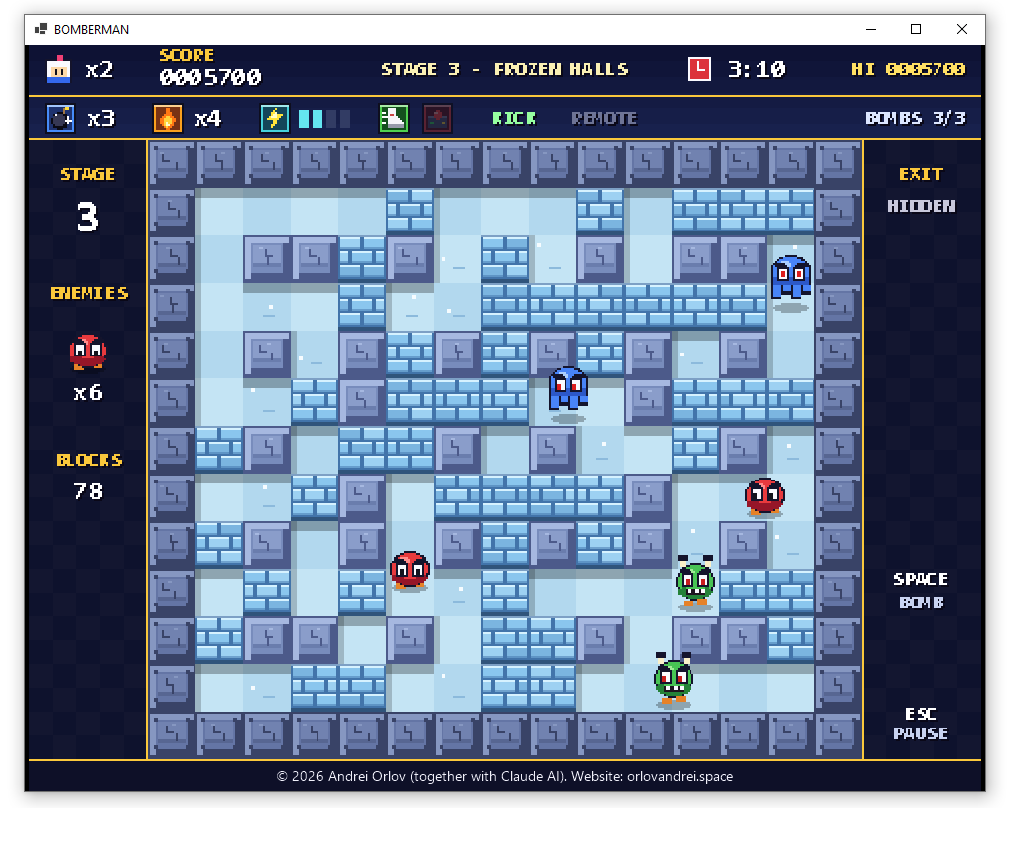 BOMBERMAN
x2
SCORE
0005700
STAGE 3 - FROZEN HALLS
3:10
HI 0005700
x3
x4
KICK
REMOTE
BOMBS 3/3
STAGE
3
ENEMIES
x6
BLOCKS
78
EXIT
HIDDEN
SPACE
BOMB
ESC
PAUSE
© 2026 Andrei Orlov (together with Claude AI). Website: orlovandrei.space